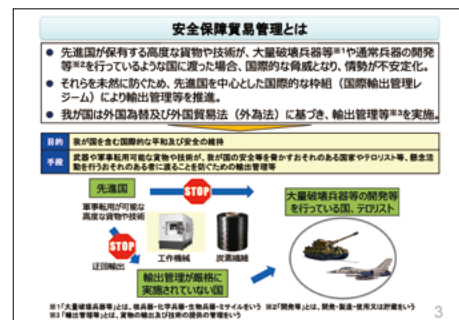 安全保障貿易管理とは
● 先進国が保有する高度な貨物や技術が、大量破壊兵器等※1や通常兵器の開発
等※2を行っているような国に渡った場合、国際的な脅威となり、情勢が不安定化。
● それらを未然に防ぐため、先進国を中心とした国際的な枠組(国際輸出管理レ
ジーム)により輸出管理等を推進。
● 我が国は外国為替及び外国貿易法(外為法)に基づき、輸出管理等※3を実施。
目的 我が国を含む国際的な平和及び安全の維持
手段 武器や軍事転用可能な貨物や技術が、我が国の安全等を脅かすおそれのある国家やテロリスト等、懸念活
動を行うおそれのある者に渡ることを防ぐための輸出管理等
先進国
STOP
大量破壊兵器等の開発等
を行っている国、テロリスト
軍事転用が可能な
高度な貨物や技術
STOP
迂回輸出
工作機械
炭素繊維
輸出管理が厳格に
実施されていない国
※1「大量破壊兵器等」とは、核兵器・化学兵器・生物兵器・ミサイルをいう ※2「開発等」とは、開発・製造・使用又は貯蔵をいう
※3「輸出管理等」とは、貨物の輸出及び技術の提供の管理をいう
3